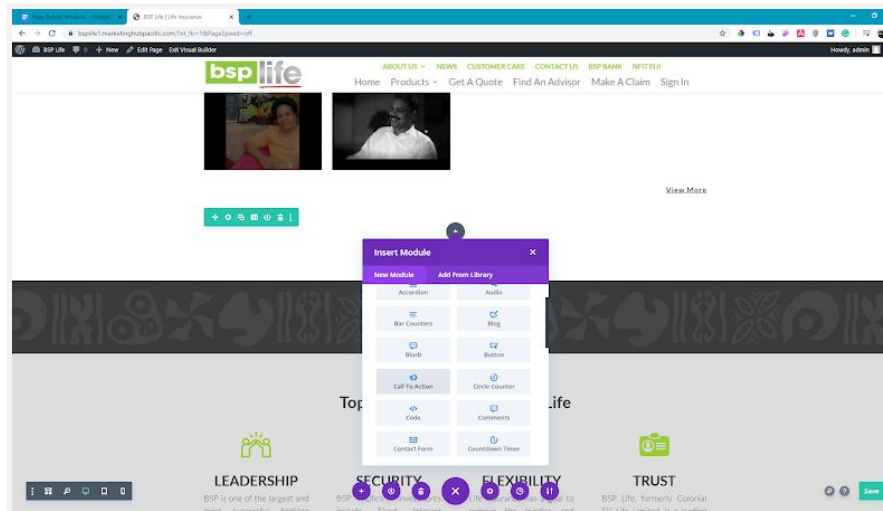 Page Builder Modules - Google
BSP Life | Life Insurance
bsplife1.marketinghubpacific.com/?et_fb=1&PageSpeed=off
BSP Life 0 New Edit Page Exit Visual Builder Howdy, admin
bsp life
ABOUT US NEWS CUSTOMER CARE CONTACT US BSP BANK NFIT FIJI
Home Products Get A Quote Find An Advisor Make A Claim Sign In
View More
Insert Module
New Module Add From Library
Accordion Audio
Bar Counters Blog
Blurb Button
Call To Action Circle Counter
Code Comments
Contact Form Countdown Timer
Top Life
LEADERSHIP SECURITY FLEXIBILITY TRUST
BSP is one of the largest and
BSP Life, formerly Colonial
Save